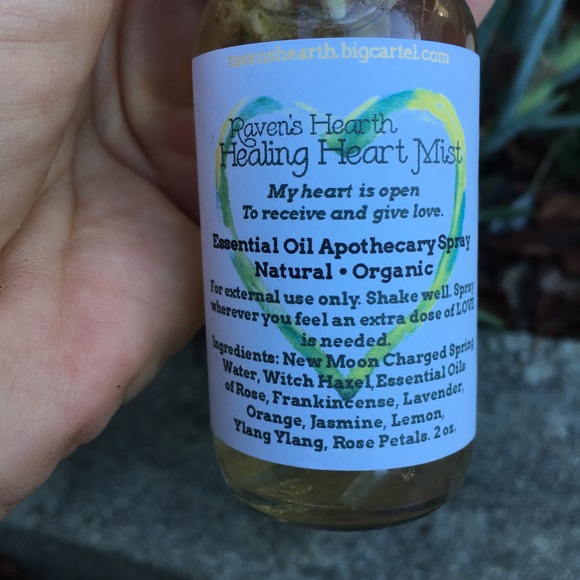 ravenshearth.bigcartel.com
Raven's Hearth
Healing Heart Mist
My heart is open
To receive and give love.
Essential Oil Apothecary Spray
Natural • Organic
For external use only. Shake well. Spray
wherever you feel an extra dose of LOVE
is needed.
Ingredients: New Moon Charged Spring
Water, Witch Hazel, Essential Oils
of Rose, Frankincense, Lavender,
Orange, Jasmine, Lemon,
Ylang Ylang, Rose Petals. 2 oz.